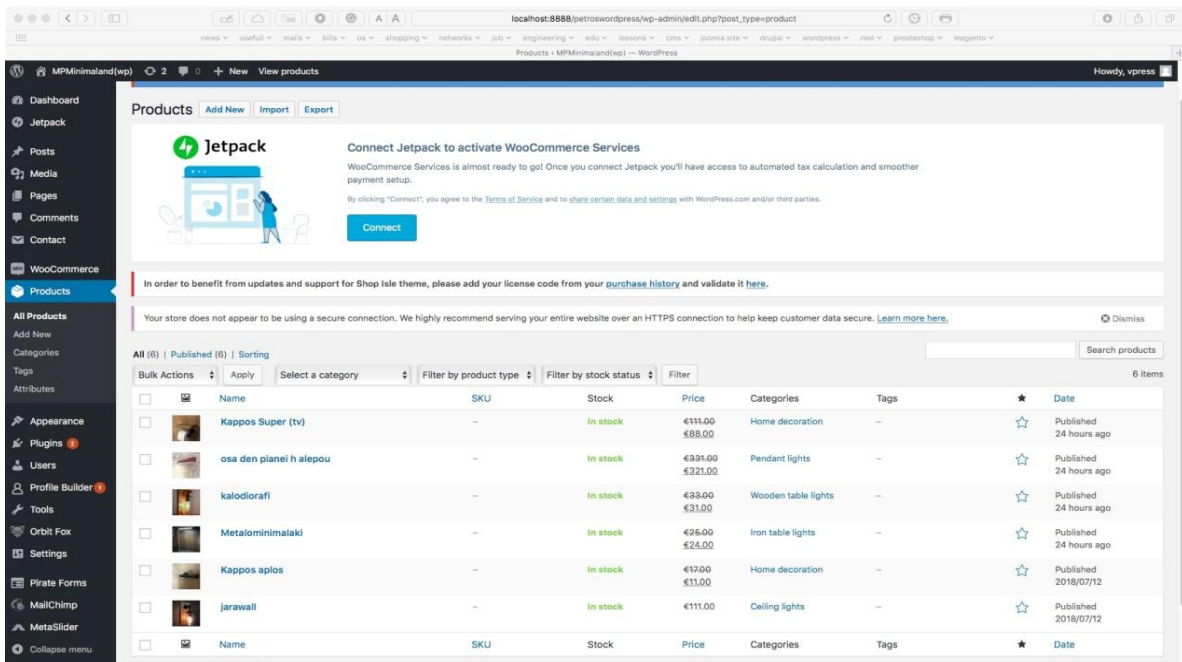 localhost:8888/petroswordpress/wp-admin/edit.php?post_type=product
news usefull mails bills os shopping networks job engineering edu lessons cms joomla site drupal wordpress rwd prestashop magento
Products ‹ MPMinimaland(wp) — WordPress
MPMinimaland(wp) 2 0 + New View products Howdy, vpress
Dashboard
Jetpack
Posts
Media
Pages
Comments
Contact
WooCommerce
Products
All Products
Add New
Categories
Tags
Attributes
Appearance
Plugins 2
Users
Profile Builder 1
Tools
Orbit Fox
Settings
Pirate Forms
MailChimp
MetaSlider
Collapse menu
Products Add New Import Export
Jetpack
Connect Jetpack to activate WooCommerce Services
WooCommerce Services is almost ready to go! Once you connect Jetpack you'll have access to automated tax calculation and smoother
payment setup.
By clicking "Connect", you agree to the Terms of Service and to share certain data and settings with WordPress.com and/or third parties.
Connect
In order to benefit from updates and support for Shop Isle theme, please add your license code from your purchase history and validate it here.
Your store does not appear to be using a secure connection. We highly recommend serving your entire website over an HTTPS connection to help keep customer data secure. Learn more here. Dismiss
All (6) | Published (6) | Sorting
Search products
Bulk Actions Apply Select a category Filter by product type Filter by stock status Filter 6 items
Name SKU Stock Price Categories Tags Date
Kappos Super (tv) – In stock €111.00 Home decoration – Published
€88.00 24 hours ago
osa den pianei h alepou – In stock €331.00 Pendant lights – Published
€321.00 24 hours ago
kalodiorafi – In stock €33.00 Wooden table lights – Published
€31.00 24 hours ago
Metalominimalaki – In stock €25.00 Iron table lights – Published
€24.00 24 hours ago
Kappos aplos – In stock €17.00 Home decoration – Published
€11.00 2018/07/12
jarawall – In stock €111.00 Ceiling lights – Published
2018/07/12
Name SKU Stock Price Categories Tags Date